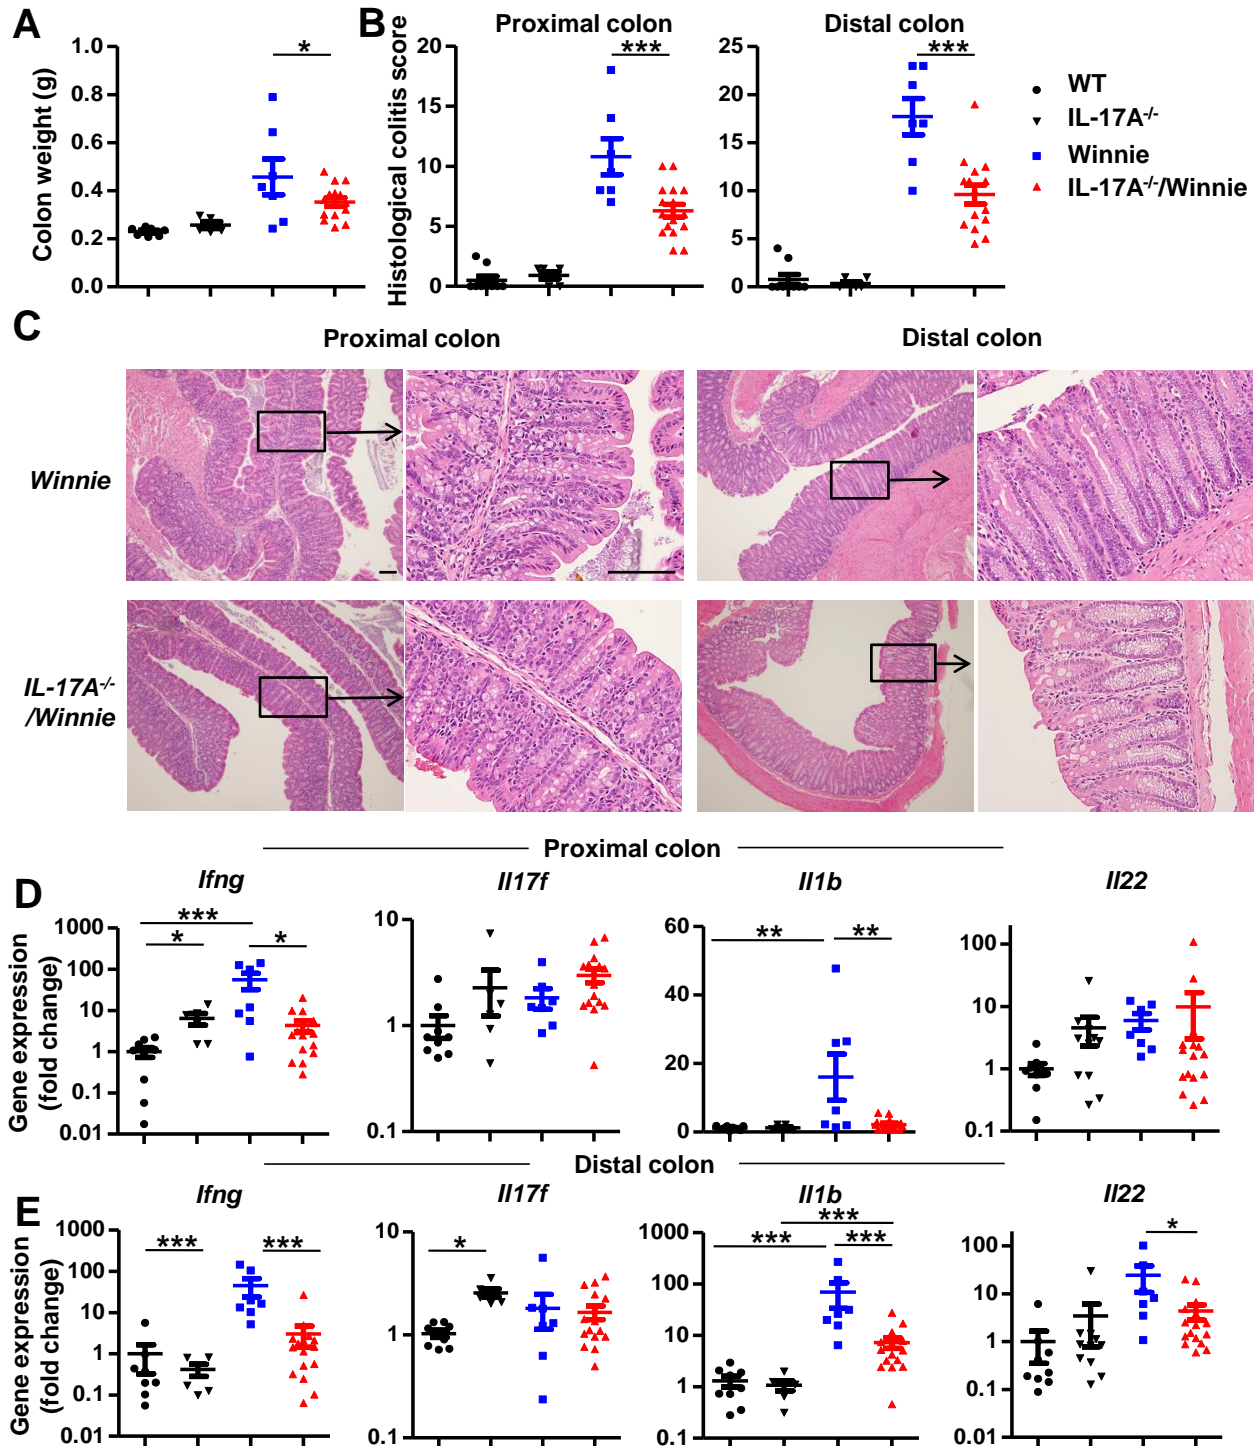 A
Colon weight (g)
1.0
0.8
0.6
0.4
0.2
0.0
*
B
Histological colitis score
Proximal colon
20
15
10
5
0
***
Distal colon
25
20
15
10
5
0
***
WT
IL-17A-/-
Winnie
IL-17A-/-/Winnie
C
Proximal colon
Distal colon
Winnie
IL-17A-/-
/Winnie
Proximal colon
D
Gene expression
(fold change)
Ifng
1000
100
10
1
0.1
0.01
***
*
*
Il17f
10
1
0.1
Il1b
60
40
20
0
**
**
Il22
10
1
0.1
Distal colon
E
Gene expression
(fold change)
Ifng
1000
100
10
1
0.1
0.01
***
***
Il17f
10
1
0.1
*
Il1b
1000
100
10
1
0.1
***
***
***
Il22
100
10
1
0.1
0.01
*